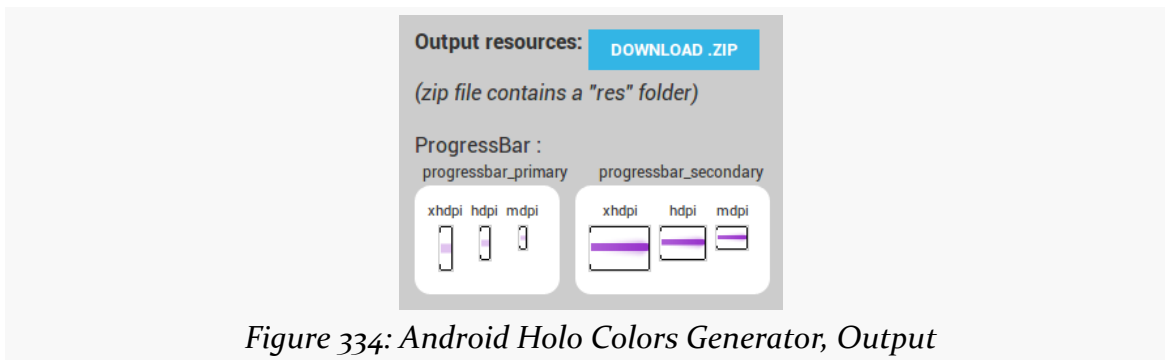 Output resources: DOWNLOAD .ZIP
(zip file contains a "res" folder)
ProgressBar :
progressbar_primary progressbar_secondary
xhdpi hdpi mdpi xhdpi hdpi mdpi
Figure 334: Android Holo Colors Generator, Output